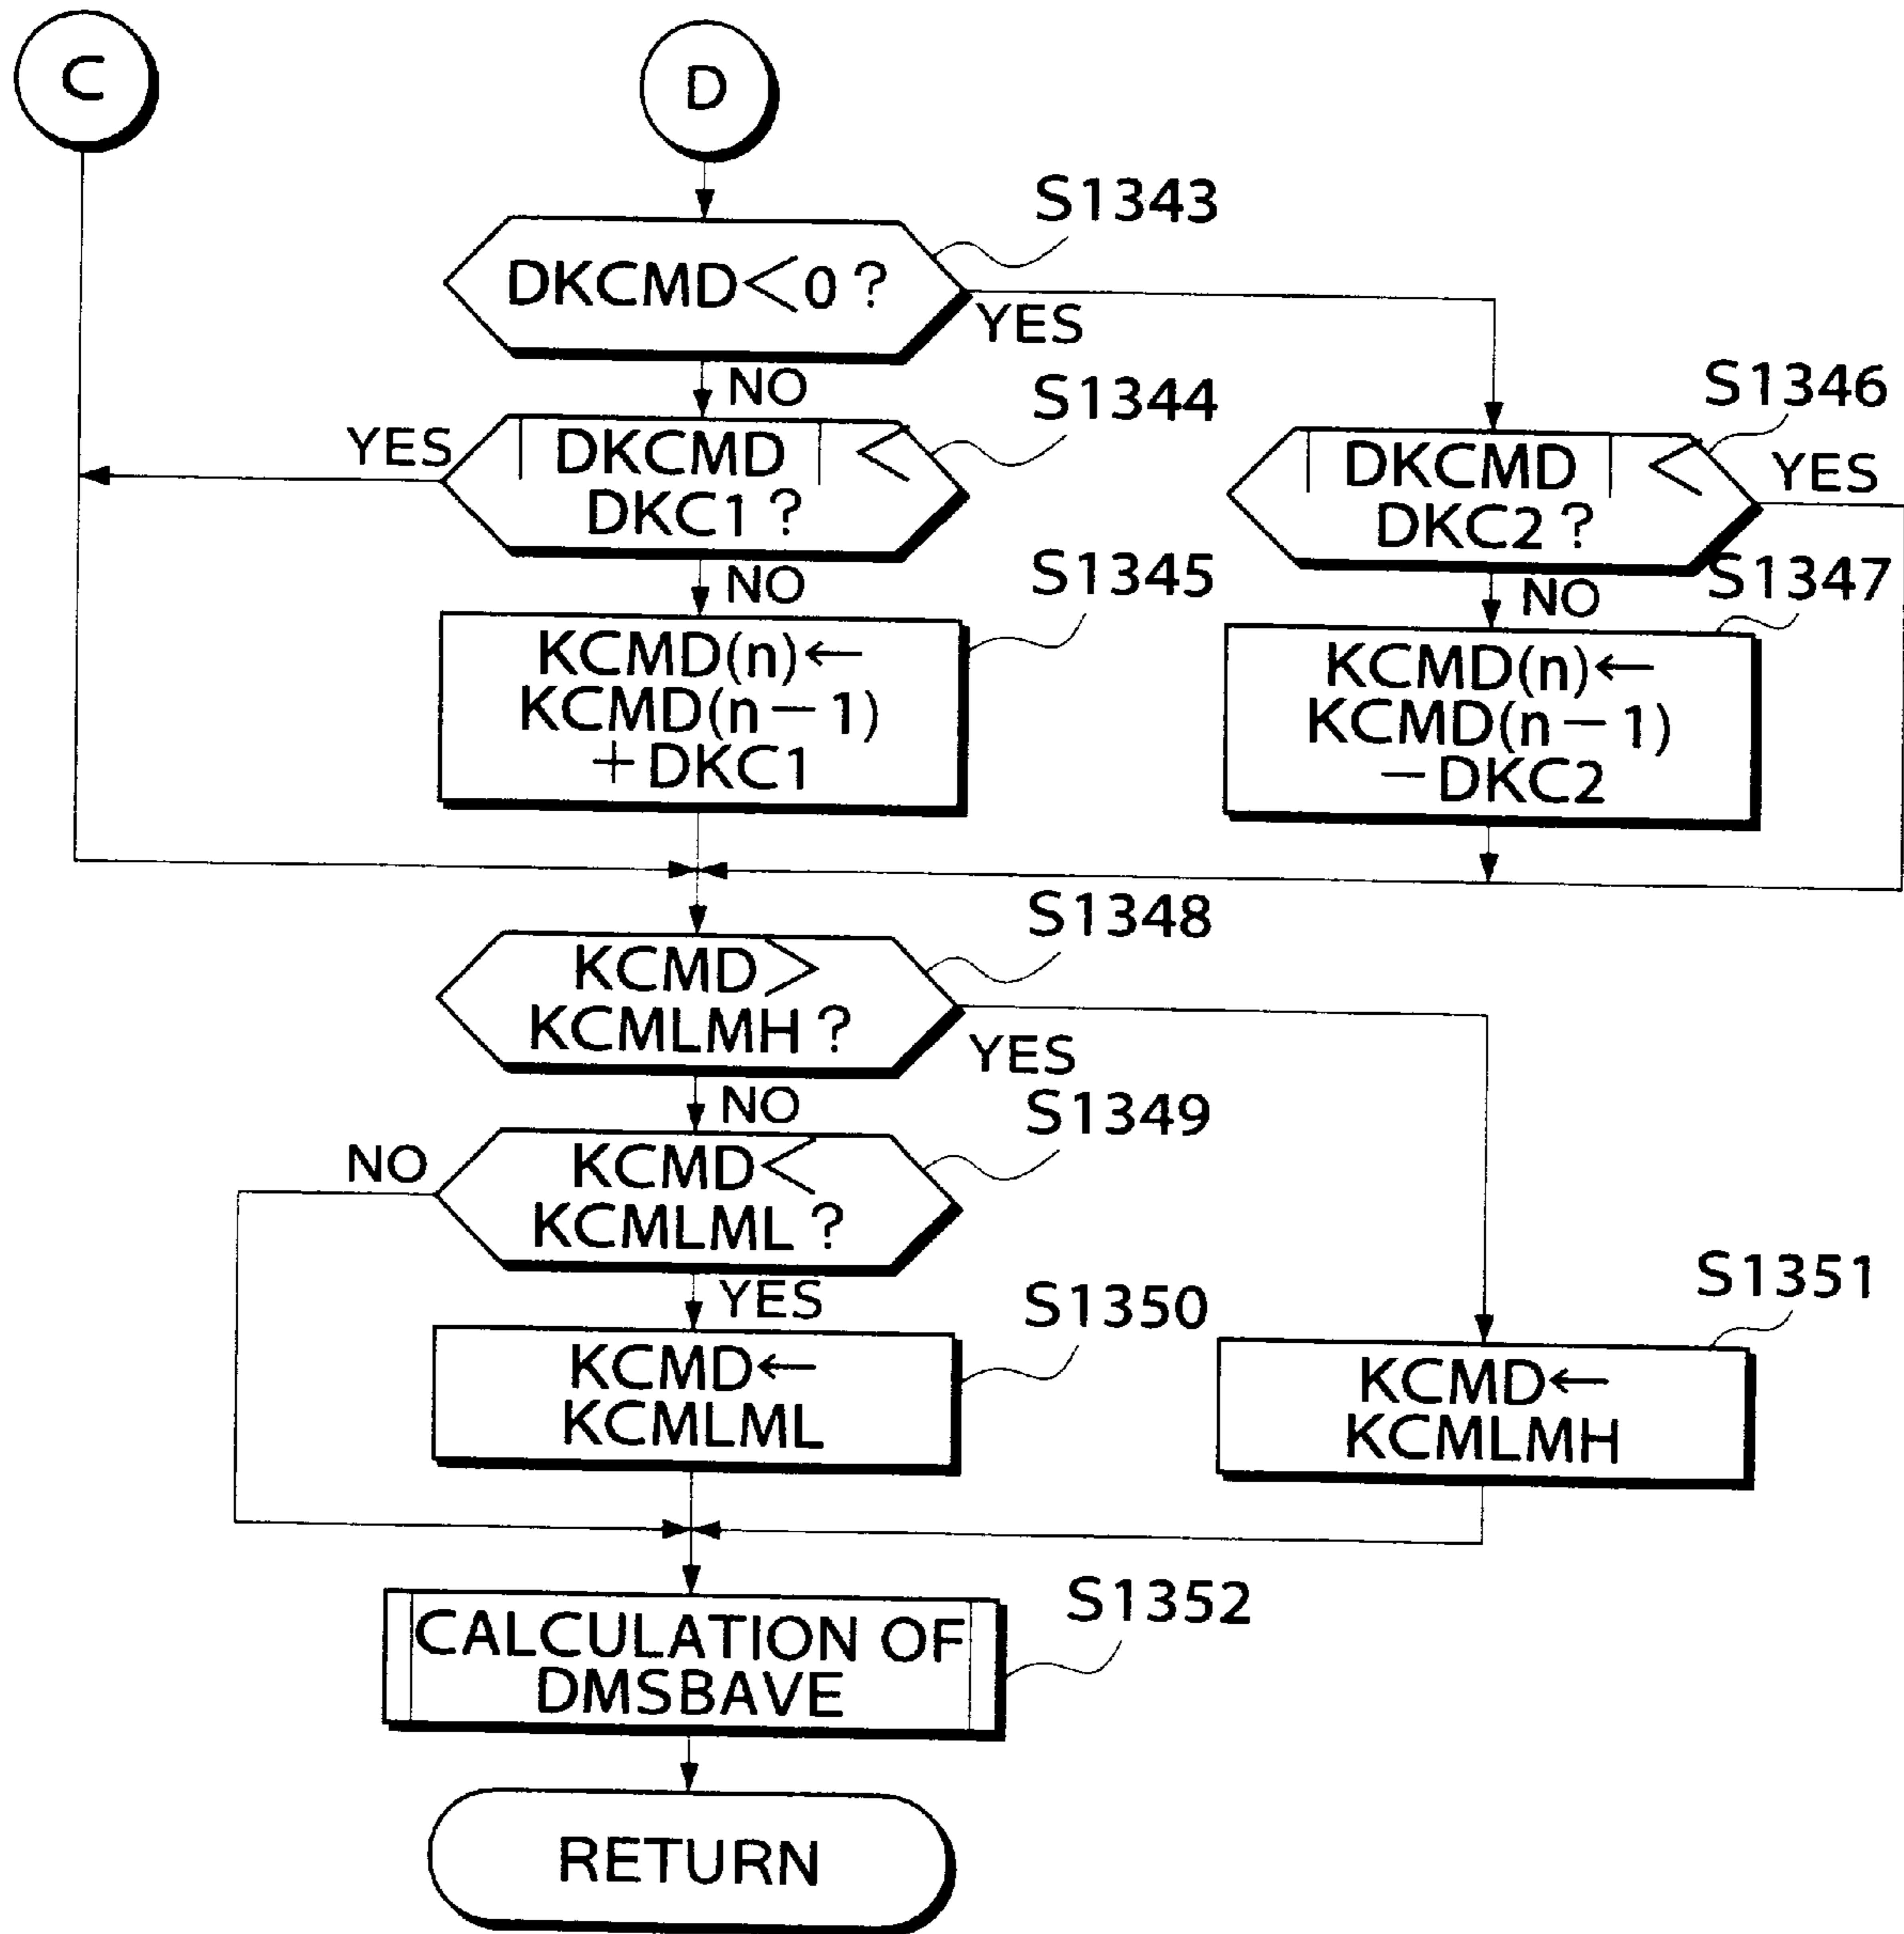 C
D
S1343
DKCMD<0?
YES
NO
S1344
YES
| DKCMD | <
DKC1?
NO
S1346
| DKCMD | <
DKC2?
YES
NO
S1345
KCMD(n)←
KCMD(n-1)
+DKC1
S1347
KCMD(n)←
KCMD(n-1)
-DKC2
S1348
KCMD>
KCMLMH?
YES
NO
S1349
NO
KCMD<
KCMLML?
YES
S1350
KCMD←
KCMLML
S1351
KCMD←
KCMLMH
S1352
CALCULATION OF
DMSBAVE
RETURN